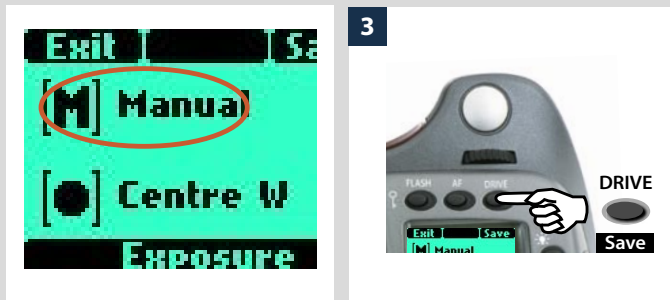 Exit Sa
[M] Manual
[●] Centre W
Exposure
3
FLASH AF DRIVE
Exit Save
[M] Manual
DRIVE
Save